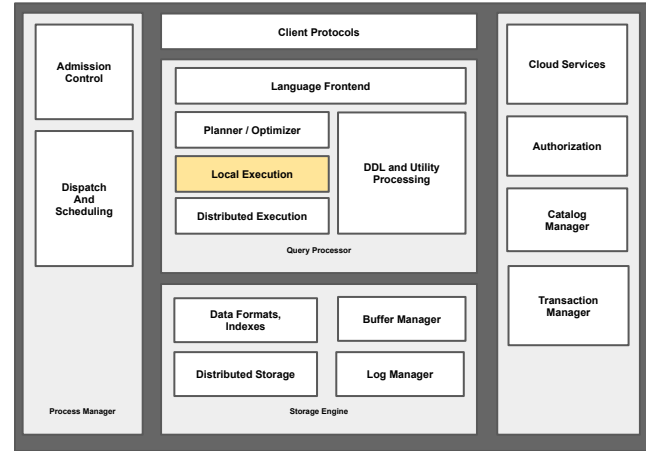 Admission
Control
Dispatch
And
Scheduling
Process Manager
Client Protocols
Language Frontend
Planner / Optimizer
Local Execution
Distributed Execution
DDL and Utility
Processing
Query Processor
Data Formats,
Indexes
Buffer Manager
Distributed Storage
Log Manager
Storage Engine
Cloud Services
Authorization
Catalog
Manager
Transaction
Manager